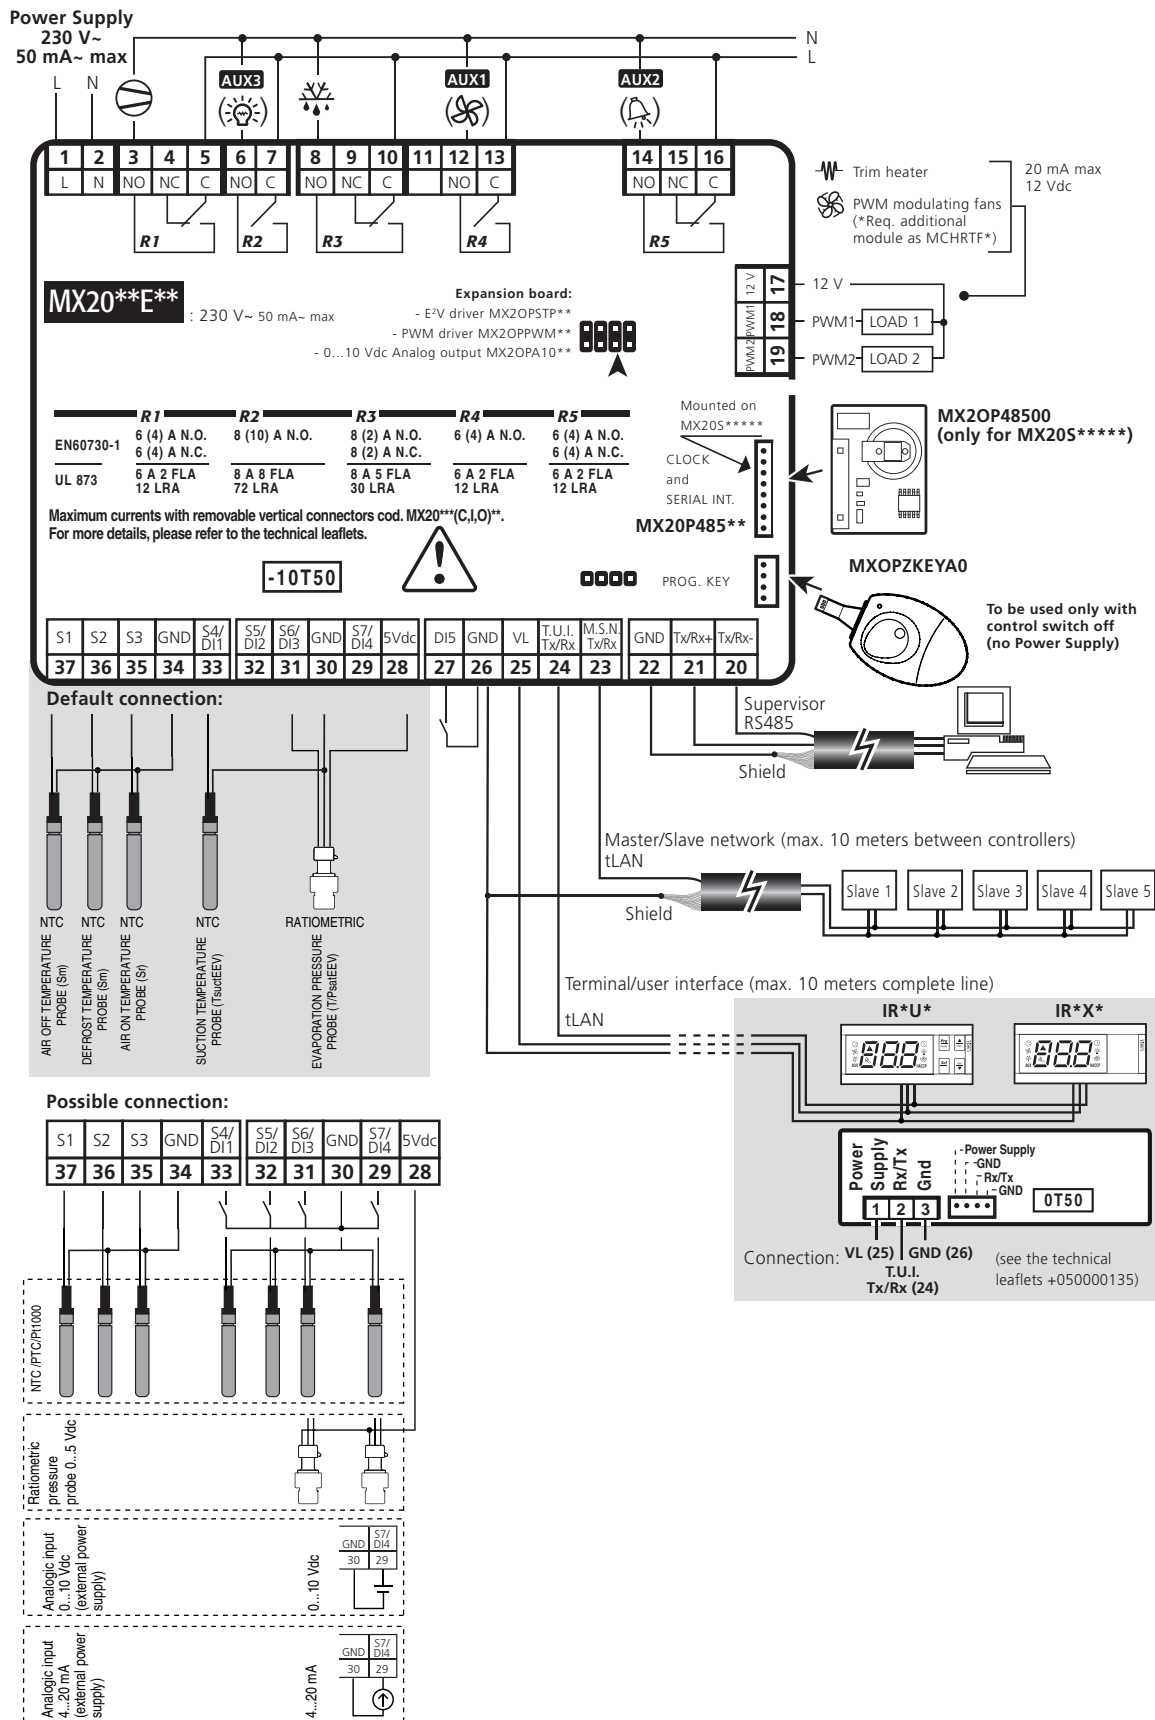 Power Supply
230 V~
50 mA~ max
N
L
L N
AUX3
AUX1
AUX2
1 2 3 4 5 6 7 8 9 10 11 12 13 14 15 16
L N NO NC C NO C NO NC C NO C NO NC C
R1 R2 R3 R4 R5
Trim heater
PWM modulating fans
(*Req. additional
module as MCHRTF*)
20 mA max
12 Vdc
MX20**E**
: 230 V~ 50 mA~ max
Expansion board:
- E²V driver MX2OPSTP**
- PWM driver MX2OPPWM**
- 0...10 Vdc Analog output MX2OPA10**
12 V 17
PWM1 18
PWM2 19
12 V
PWM1 LOAD 1
PWM2 LOAD 2
R1 R2 R3 R4 R5
EN60730-1
6 (4) A N.O. 8 (10) A N.O. 8 (2) A N.O. 6 (4) A N.O. 6 (4) A N.O.
6 (4) A N.C. 8 (2) A N.C. 6 (4) A N.C.
UL 873
6 A 2 FLA 8 A 8 FLA 8 A 5 FLA 6 A 2 FLA 6 A 2 FLA
12 LRA 72 LRA 30 LRA 12 LRA 12 LRA
Maximum currents with removable vertical connectors cod. MX20***(C,I,O)**.
For more details, please refer to the technical leaflets.
-10T50
Mounted on
MX20S*****
CLOCK
and
SERIAL INT.
MX20P485**
MX2OP48500
(only for MX20S*****)
PROG. KEY
MXOPZKEYA0
To be used only with
control switch off
(no Power Supply)
S1 S2 S3 GND S4/DI1 S5/DI2 S6/DI3 GND S7/DI4 5Vdc DI5 GND VL T.U.I. Tx/Rx M.S.N. Tx/Rx GND Tx/Rx+ Tx/Rx-
37 36 35 34 33 32 31 30 29 28 27 26 25 24 23 22 21 20
Default connection:
NTC
AIR OFF TEMPERATURE
PROBE (Sm)
NTC
DEFROST TEMPERATURE
PROBE (Sm)
NTC
AIR ON TEMPERATURE
PROBE (Sr)
NTC
SUCTION TEMPERATURE
PROBE (TsuctEEV)
RATIOMETRIC
EVAPORATION PRESSURE
PROBE (T/PsatEEV)
Supervisor
RS485
Shield
Master/Slave network (max. 10 meters between controllers)
tLAN
Shield
Slave 1 Slave 2 Slave 3 Slave 4 Slave 5
Terminal/user interface (max. 10 meters complete line)
tLAN
IR*U* IR*X*
Power
Supply
Rx/Tx
Gnd
1 2 3
Power Supply
GND
Rx/Tx
GND
0T50
Connection: VL (25) GND (26)
T.U.I.
Tx/Rx (24)
(see the technical
leaflets +050000135)
Possible connection:
S1 S2 S3 GND S4/DI1 S5/DI2 S6/DI3 GND S7/DI4 5Vdc
37 36 35 34 33 32 31 30 29 28
NTC /PTC/Pt1000
Ratiometric
pressure
probe 0...5 Vdc
Analogic input
0...10 Vdc
(external power
supply)
0...10 Vdc
GND S7/DI4
30 29
Analogic input
4...20 mA
(external power
supply)
4...20 mA
GND S7/DI4
30 29